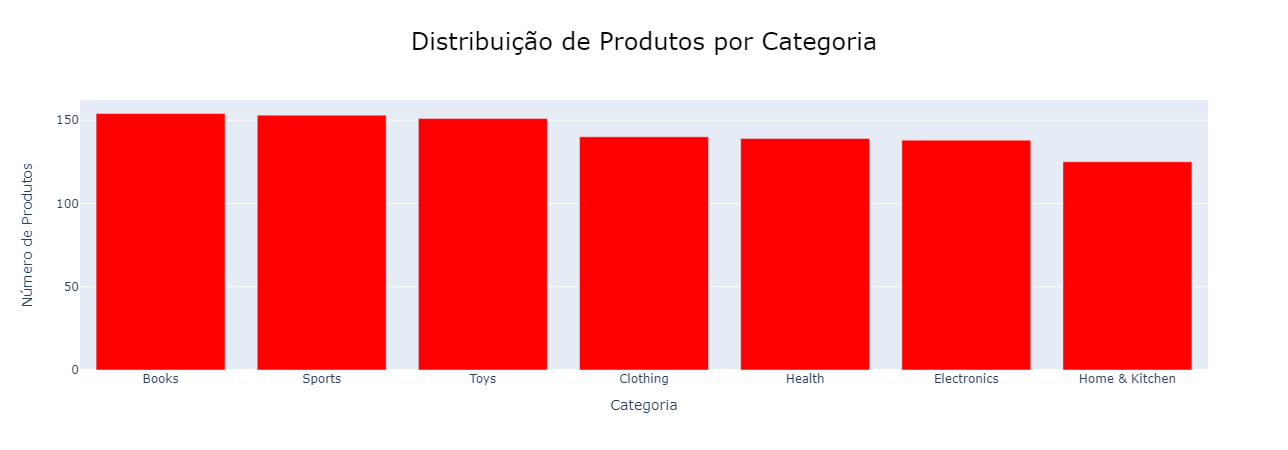 Distribuição de Produtos por Categoria
Número de Produtos
150
100
50
0
Books Sports Toys Clothing Health Electronics Home & Kitchen
Categoria